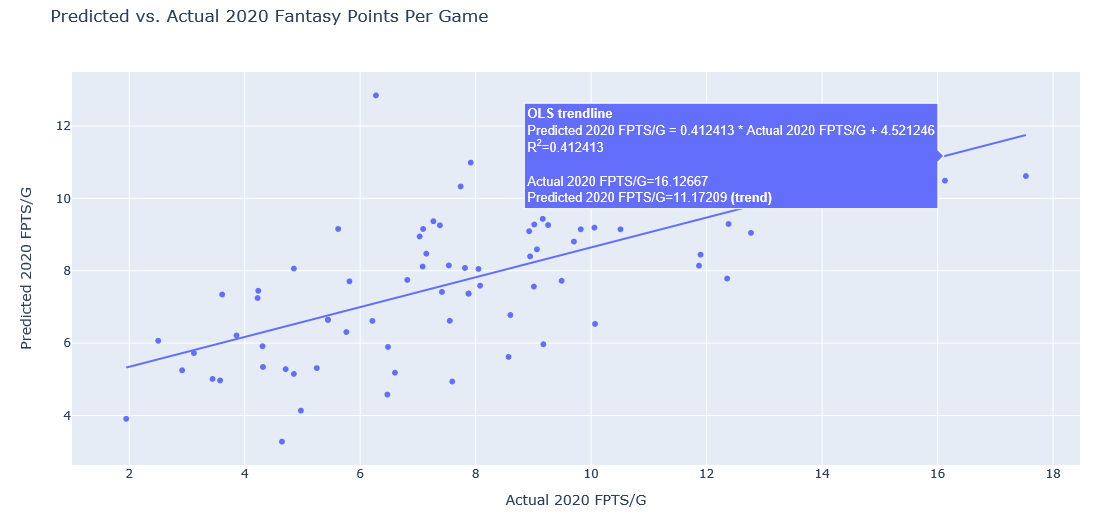 Predicted vs. Actual 2020 Fantasy Points Per Game
OLS trendline
Predicted 2020 FPTS/G = 0.412413 * Actual 2020 FPTS/G + 4.521246
R²=0.412413
Actual 2020 FPTS/G=16.12667
Predicted 2020 FPTS/G=11.17209 (trend)
12
10
8
6
4
Predicted 2020 FPTS/G
2 4 6 8 10 12 14 16 18
Actual 2020 FPTS/G